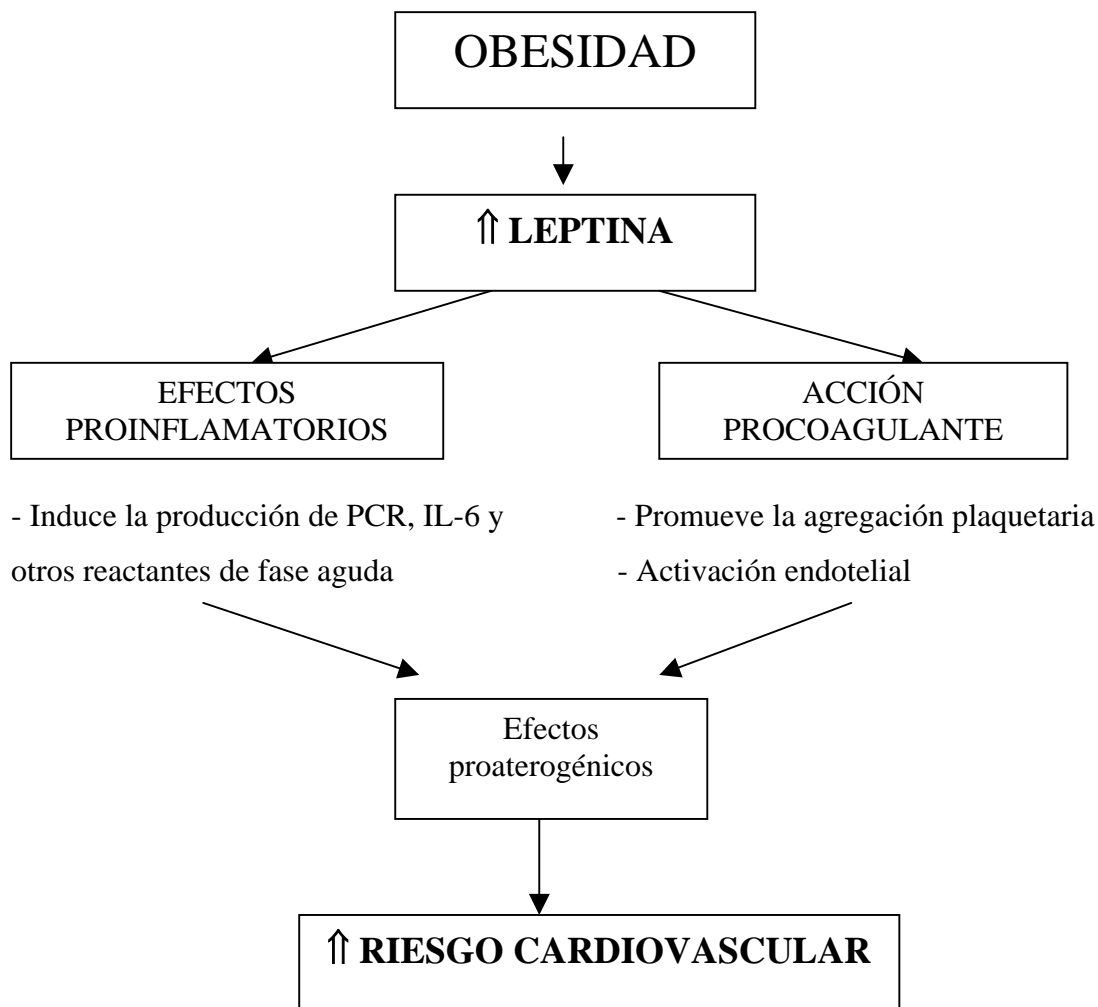 OBESIDAD
⇑ LEPTINA
EFECTOS
PROINFLAMATORIOS
ACCIÓN
PROCOAGULANTE
- Induce la producción de PCR, IL-6 y
otros reactantes de fase aguda
- Promueve la agregación plaquetaria
- Activación endotelial
Efectos
proaterogénicos
⇑ RIESGO CARDIOVASCULAR